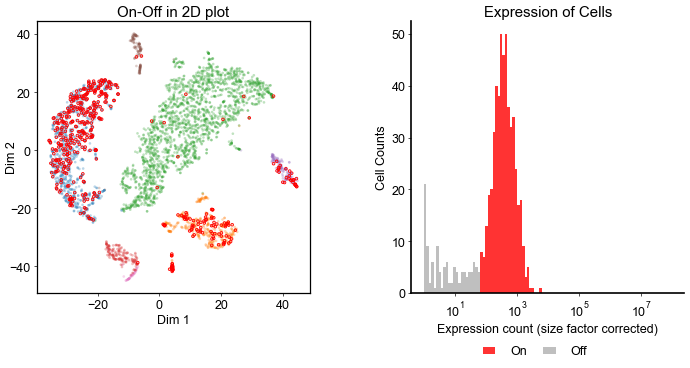 On-Off in 2D plot
40
20
0
−20
−40
Dim 2
−20
0
20
40
Dim 1
Expression of Cells
50
40
30
20
10
0
Cell Counts
10^1
10^3
10^5
10^7
Expression count (size factor corrected)
On
Off